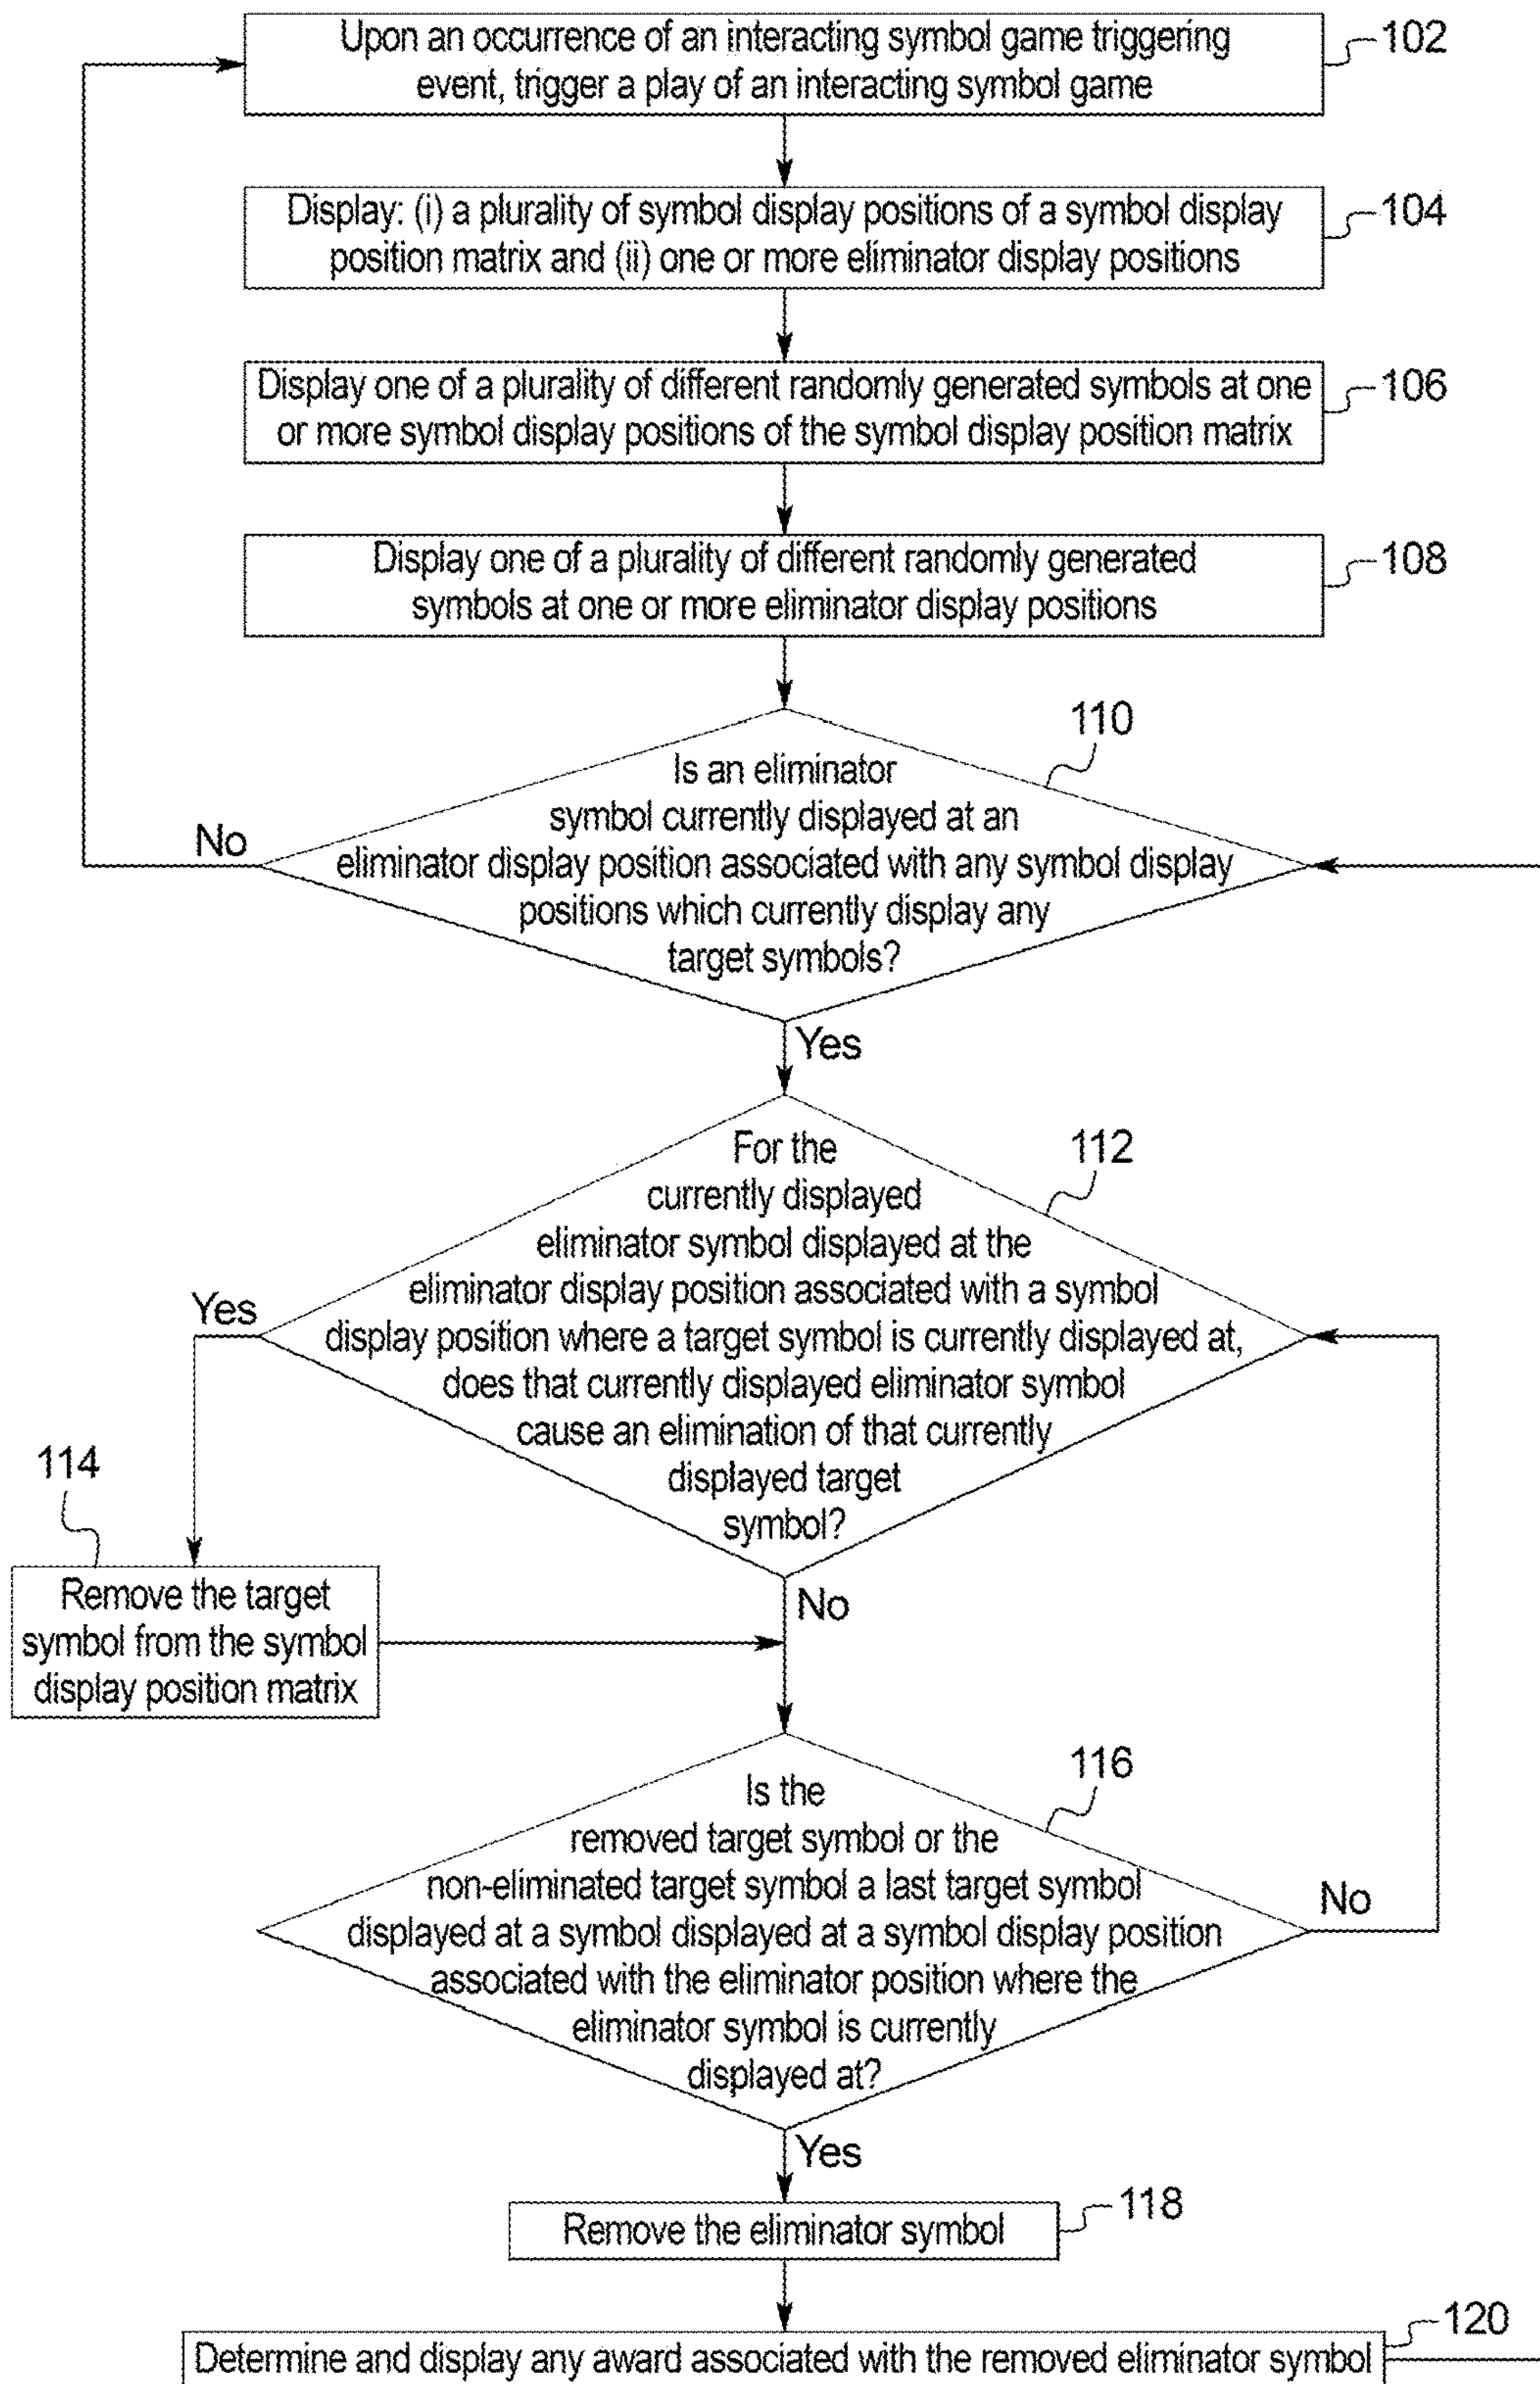 Upon an occurrence of an interacting symbol game triggering
event, trigger a play of an interacting symbol game
102
Display: (i) a plurality of symbol display positions of a symbol display
position matrix and (ii) one or more eliminator display positions
104
Display one of a plurality of different randomly generated symbols at one
or more symbol display positions of the symbol display position matrix
106
Display one of a plurality of different randomly generated
symbols at one or more eliminator display positions
108
110
Is an eliminator
symbol currently displayed at an
eliminator display position associated with any symbol display
positions which currently display any
target symbols?
No
Yes
112
For the
currently displayed
eliminator symbol displayed at the
eliminator display position associated with a symbol
display position where a target symbol is currently displayed at,
does that currently displayed eliminator symbol
cause an elimination of that currently
displayed target
symbol?
Yes
No
114
Remove the target
symbol from the symbol
display position matrix
116
Is the
removed target symbol or the
non-eliminated target symbol a last target symbol
displayed at a symbol displayed at a symbol display position
associated with the eliminator position where the
eliminator symbol is currently
displayed at?
No
Yes
Remove the eliminator symbol
118
Determine and display any award associated with the removed eliminator symbol
120